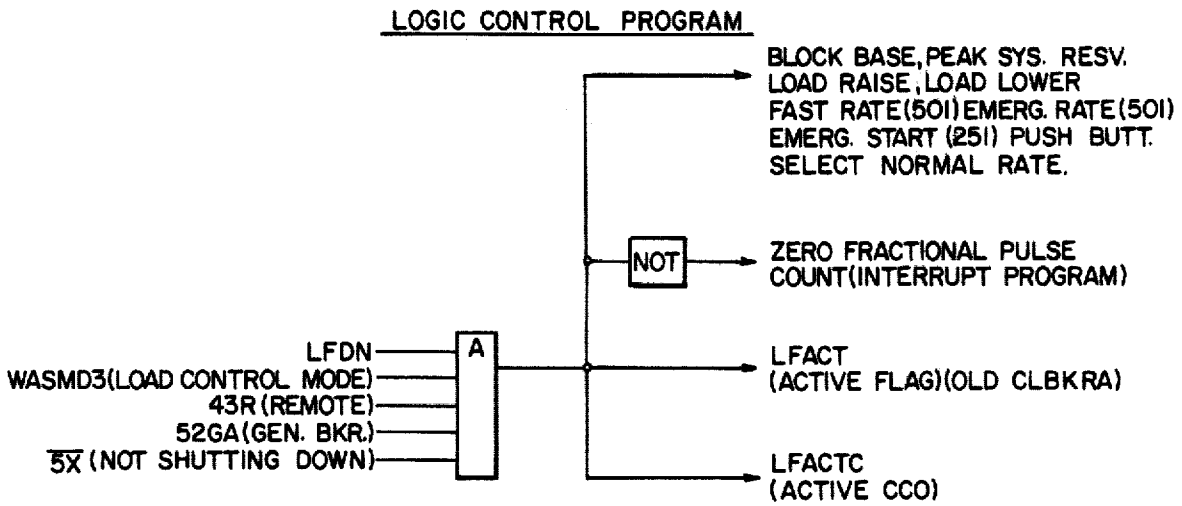 LOGIC CONTROL PROGRAM
BLOCK BASE, PEAK SYS. RESV.
LOAD RAISE, LOAD LOWER
FAST RATE(501) EMERG. RATE(501)
EMERG. START (251) PUSH BUTT.
SELECT NORMAL RATE.
NOT
ZERO FRACTIONAL PULSE
COUNT(INTERRUPT PROGRAM)
LFDN
WASMD3(LOAD CONTROL MODE)
43R(REMOTE)
52GA(GEN. BKR.)
5̅X̅ (NOT SHUTTING DOWN)
A
LFACT
(ACTIVE FLAG)(OLD CLBKRA)
LFACTC
(ACTIVE CCO)